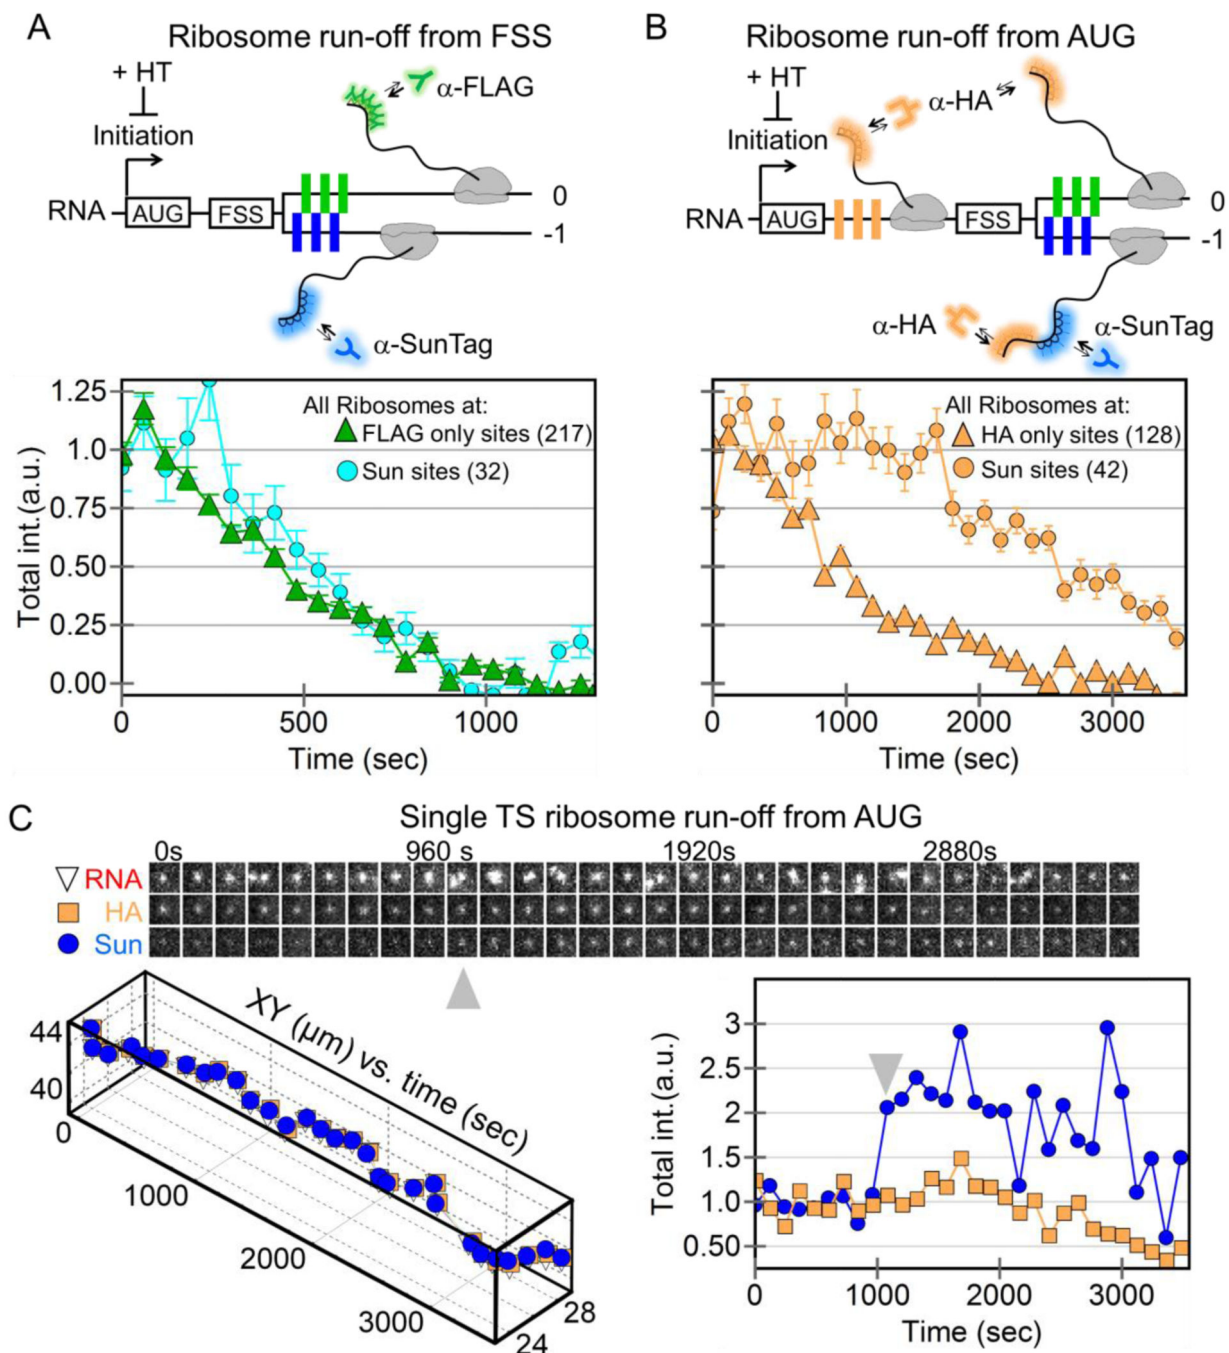 A
Ribosome run-off from FSS
+ HT
Initiation
α-FLAG
RNA
AUG
FSS
0
-1
α-SunTag
Total int.(a.u.)
1.25
1.0
0.75
0.50
0.25
0.00
All Ribosomes at:
FLAG only sites (217)
Sun sites (32)
0
500
1000
Time (sec)
B
Ribosome run-off from AUG
+ HT
Initiation
α-HA
RNA
AUG
FSS
0
-1
α-HA
α-SunTag
All Ribosomes at:
HA only sites (128)
Sun sites (42)
0
1000
2000
3000
Time (sec)
C
Single TS ribosome run-off from AUG
0s
960 s
1920s
2880s
RNA
HA
Sun
XY (µm) vs. time (sec)
44
40
0
1000
2000
3000
24
28
Total int.(a.u.)
3
2.5
2
1.5
1.0
0.50
0
1000
2000
3000
Time (sec)